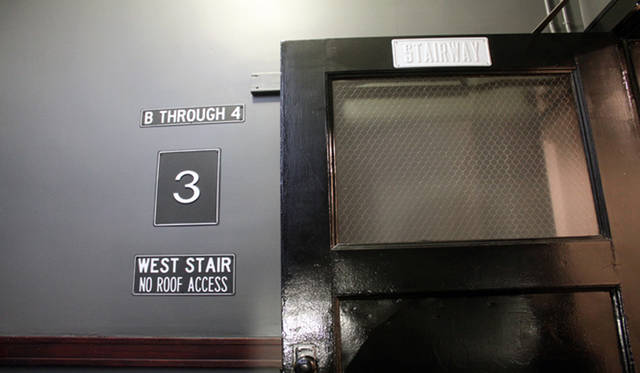 STAIRWAY
B THROUGH 4
3
WEST STAIR
NO ROOF ACCESS